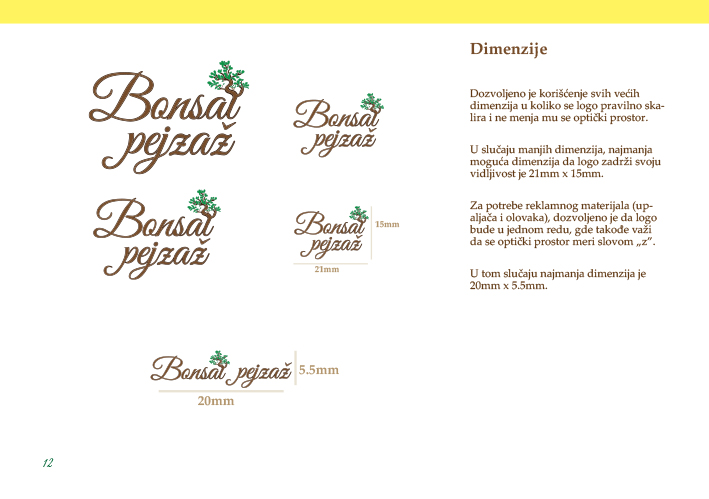 Bonsai
pejzaž
Bonsai
pejzaž
Bonsai
pejzaž
Bonsai
pejzaž
15mm
21mm
Bonsai pejzaž
5.5mm
20mm
Dimenzije
Dozvoljeno je korišćenje svih većih
dimenzija u koliko se logo pravilno ska-
lira i ne menja mu se optički prostor.
U slučaju manjih dimenzija, najmanja
moguća dimenzija da logo zadrži svoju
vidljivost je 21mm x 15mm.
Za potrebe reklamnog materijala (up-
aljača i olovaka), dozvoljeno je da logo
bude u jednom redu, gde takođe važi
da se optički prostor meri slovom „z”.
U tom slučaju najmanja dimenzija je
20mm x 5.5mm.
12